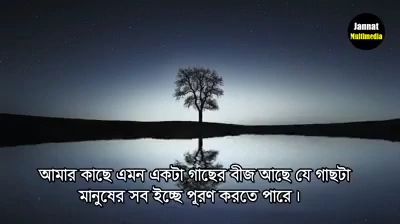 Jannat
Multimedia
আমার কাছে এমন একটা গাছের বীজ আছে যে গাছটা
মানুষের সব ইচ্ছে পূরণ করতে পারে।